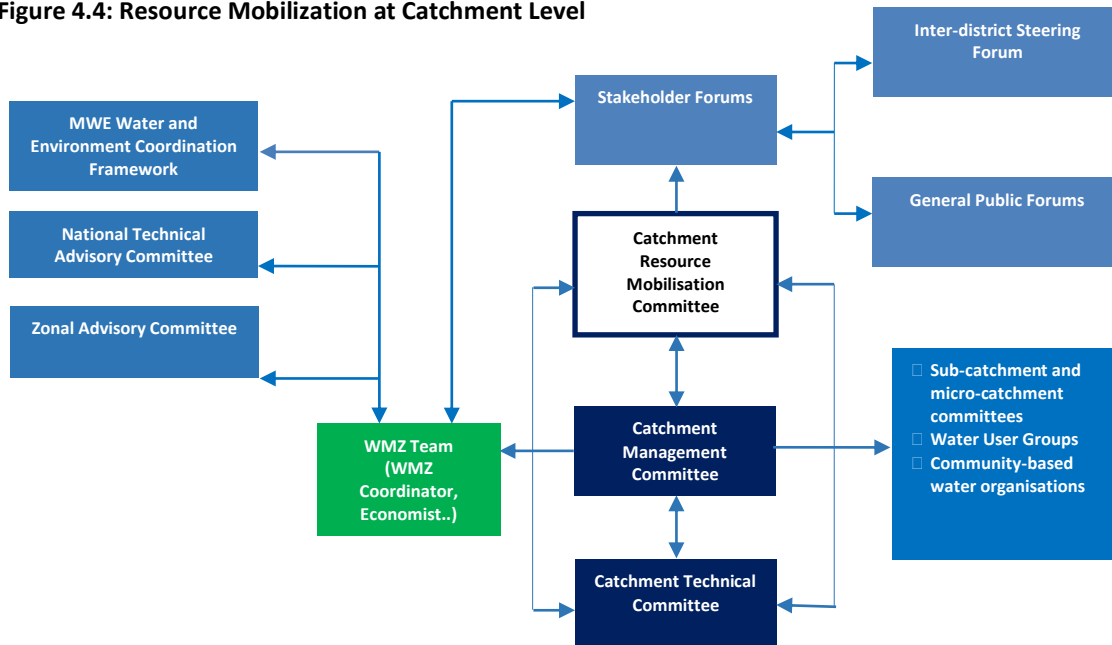 Figure 4.4: Resource Mobilization at Catchment Level
Inter-district Steering
Forum
Stakeholder Forums
MWE Water and
Environment Coordination
Framework
General Public Forums
National Technical
Advisory Committee
Catchment
Resource
Mobilisation
Committee
Zonal Advisory Committee
Sub-catchment and
micro-catchment
committees
Water User Groups
Community-based
water organisations
Catchment
Management
Committee
WMZ Team
(WMZ
Coordinator,
Economist..)
Catchment Technical
Committee